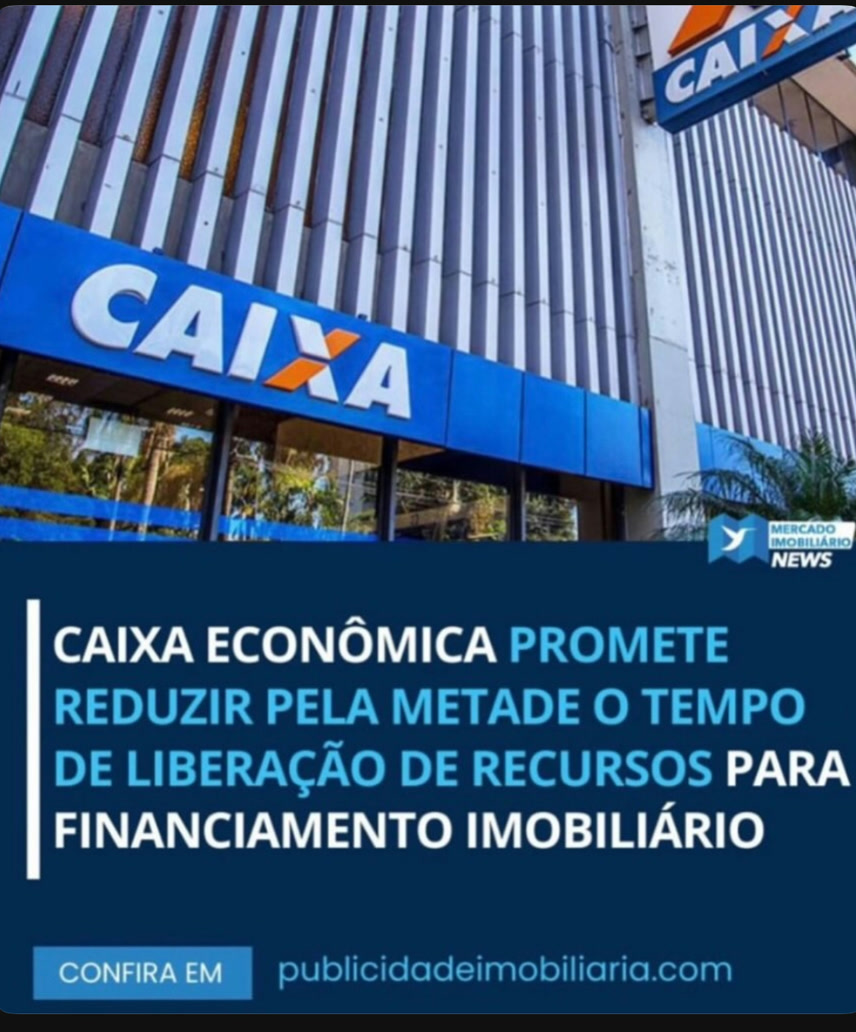 CAIXA
CAIXA
MERCADO
IMOBILIÁRIO
NEWS
CAIXA ECONÔMICA PROMETE
REDUZIR PELA METADE O TEMPO
DE LIBERAÇÃO DE RECURSOS PARA
FINANCIAMENTO IMOBILIÁRIO
CONFIRA EM publicidadeimobiliaria.com